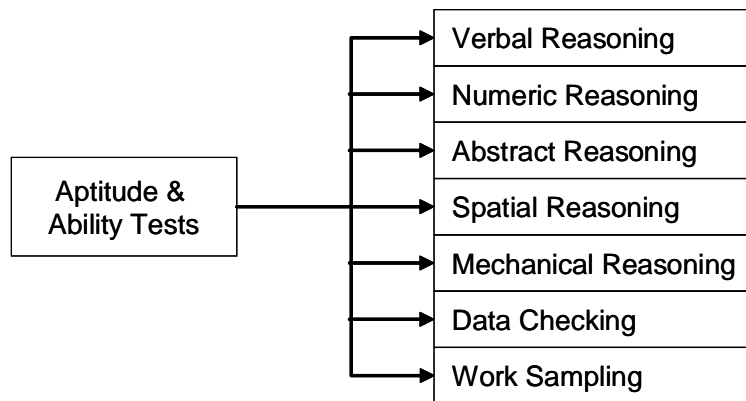 Aptitude &
Ability Tests
Verbal Reasoning
Numeric Reasoning
Abstract Reasoning
Spatial Reasoning
Mechanical Reasoning
Data Checking
Work Sampling